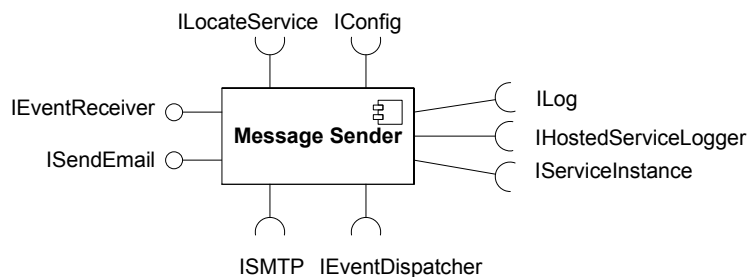 ILocateService IConfig
IEventReceiver
ILog
Message Sender
IHostedServiceLogger
ISendEmail
IServiceInstance
ISMTP IEventDispatcher